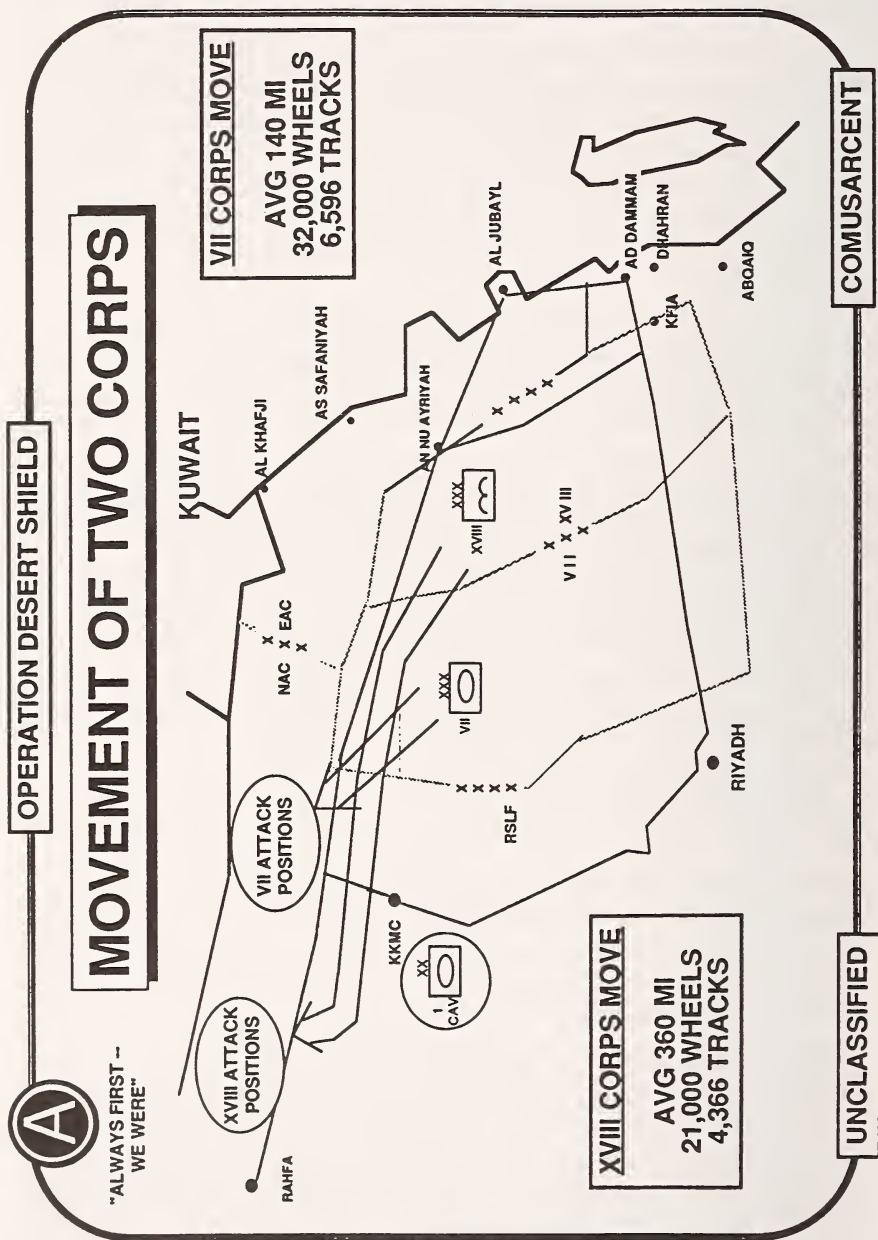 OPERATION DESERT SHIELD
A
"ALWAYS FIRST --
WE WERE"
MOVEMENT OF TWO CORPS
VII CORPS MOVE
AVG 140 MI
32,000 WHEELS
6,596 TRACKS
KUWAIT
AL KHAFJI
AS SAFANIYAH
AL JUBAYL
AD DAMMAM
DHAHRAN
ABQAIQ
KFIA
X
X
X
X
N NU AYRIYAH
XXX
XVIII
X
VII X XVIII
X
X
NAC X EAC
X
XXX
VII
VII ATTACK
POSITIONS
XVIII ATTACK
POSITIONS
RAHFA
KKMC
XX
1
CAV
X
X
X
X
RSLF
RIYADH
XVIII CORPS MOVE
AVG 360 MI
21,000 WHEELS
4,366 TRACKS
UNCLASSIFIED
COMUSARCENT